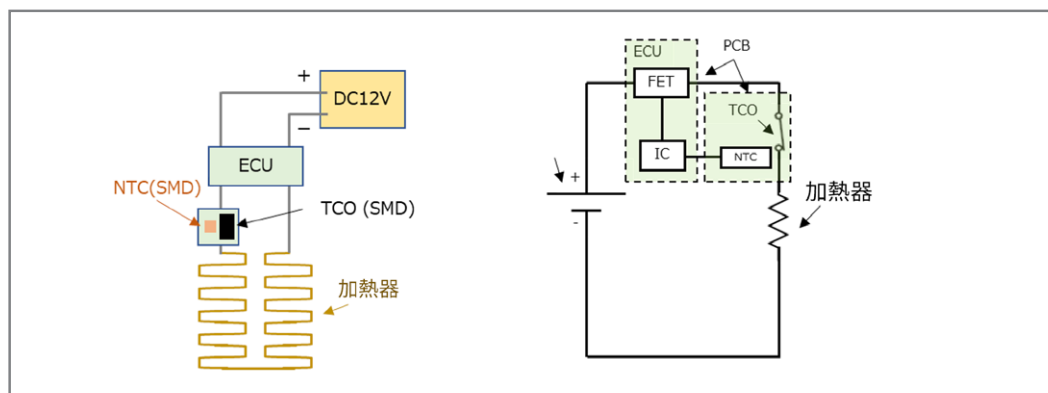 +
DC12V
−
ECU
NTC(SMD)
TCO (SMD)
加熱器
ECU
PCB
FET
TCO
IC
NTC
+
-
加熱器